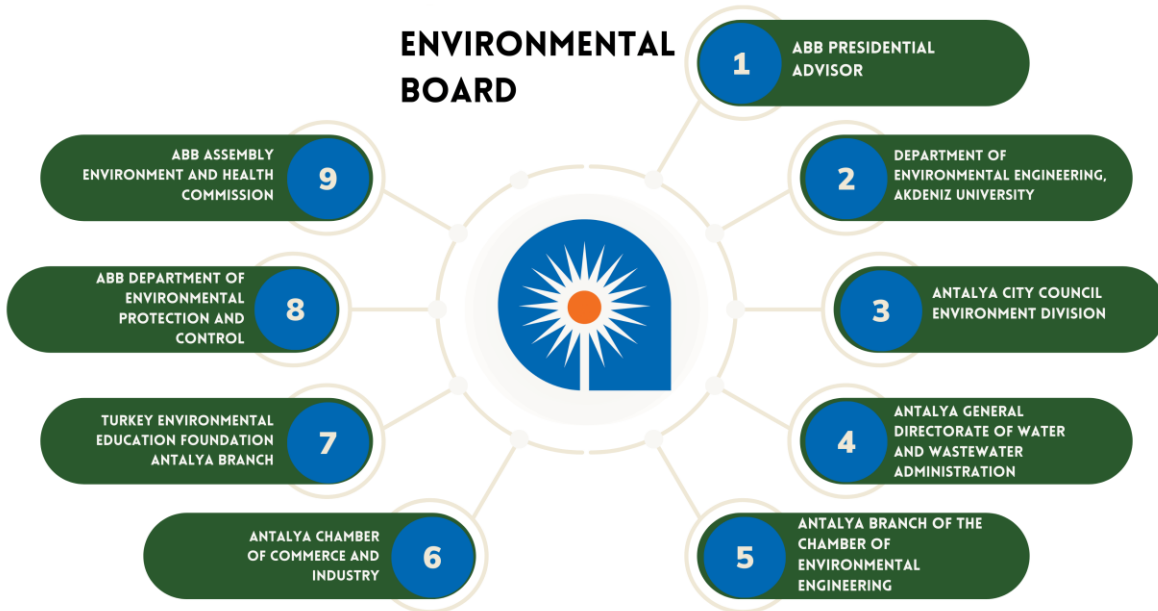 ENVIRONMENTAL
BOARD
1
ABB PRESIDENTIAL
ADVISOR
2
DEPARTMENT OF
ENVIRONMENTAL ENGINEERING,
AKDENIZ UNIVERSITY
3
ANTALYA CITY COUNCIL
ENVIRONMENT DIVISION
4
ANTALYA GENERAL
DIRECTORATE OF WATER
AND WASTEWATER
ADMINISTRATION
5
ANTALYA BRANCH OF THE
CHAMBER OF
ENVIRONMENTAL
ENGINEERING
6
ANTALYA CHAMBER
OF COMMERCE AND
INDUSTRY
7
TURKEY ENVIRONMENTAL
EDUCATION FOUNDATION
ANTALYA BRANCH
8
ABB DEPARTMENT OF
ENVIRONMENTAL
PROTECTION AND
CONTROL
9
ABB ASSEMBLY
ENVIRONMENT AND HEALTH
COMMISSION